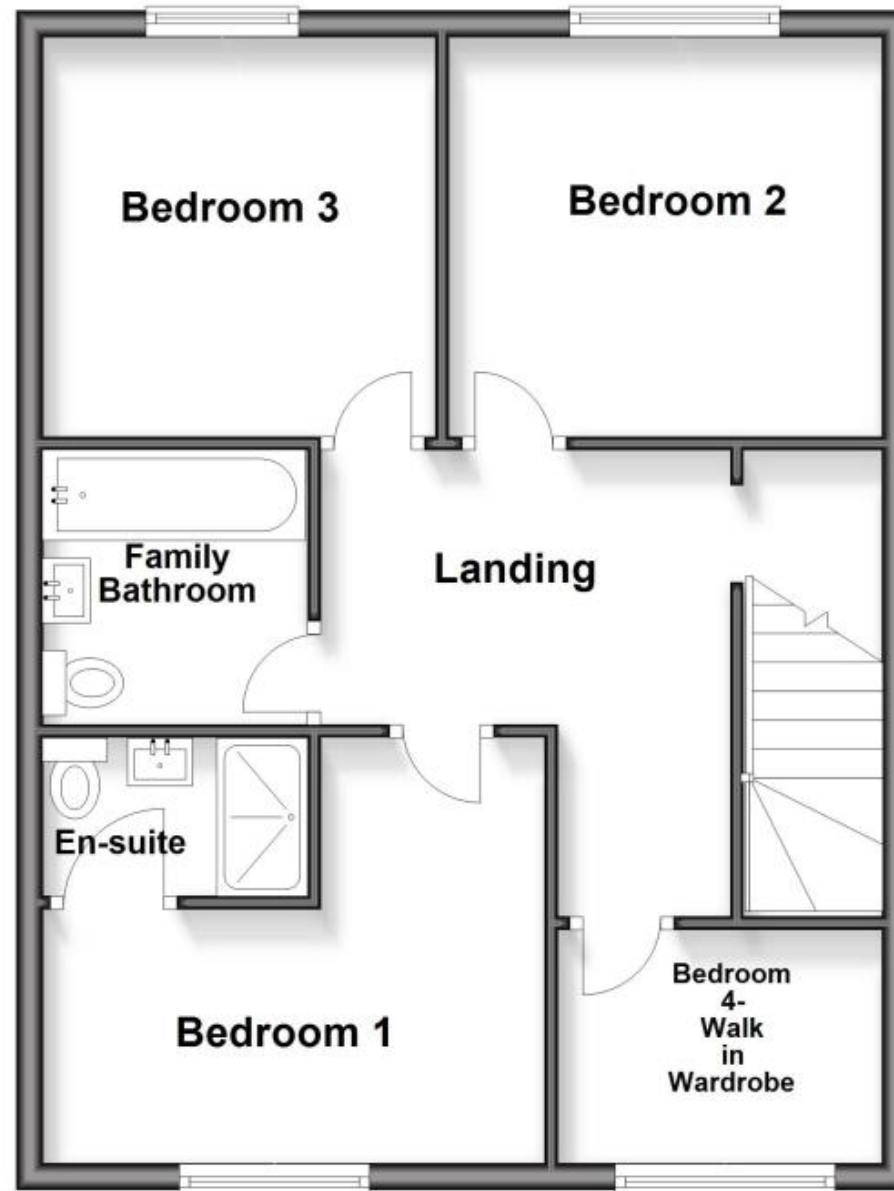 Bedroom 3
Bedroom 2
Family
Bathroom
Landing
En-suite
Bedroom 1
Bedroom
4-
Walk
in
Wardrobe